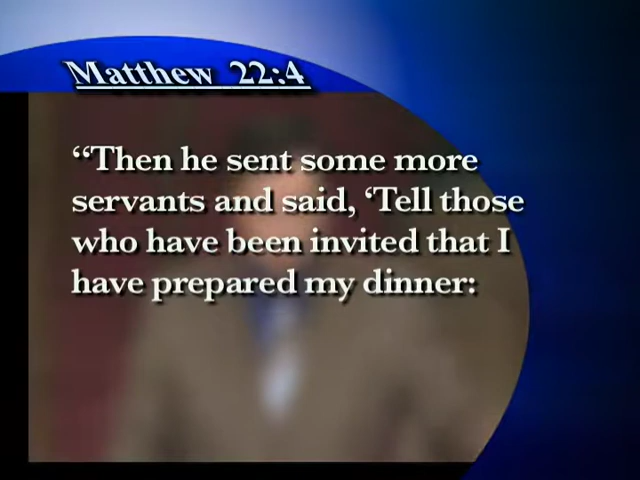 Matthew 22:4
“Then he sent some more
servants and said, ‘Tell those
who have been invited that I
have prepared my dinner: